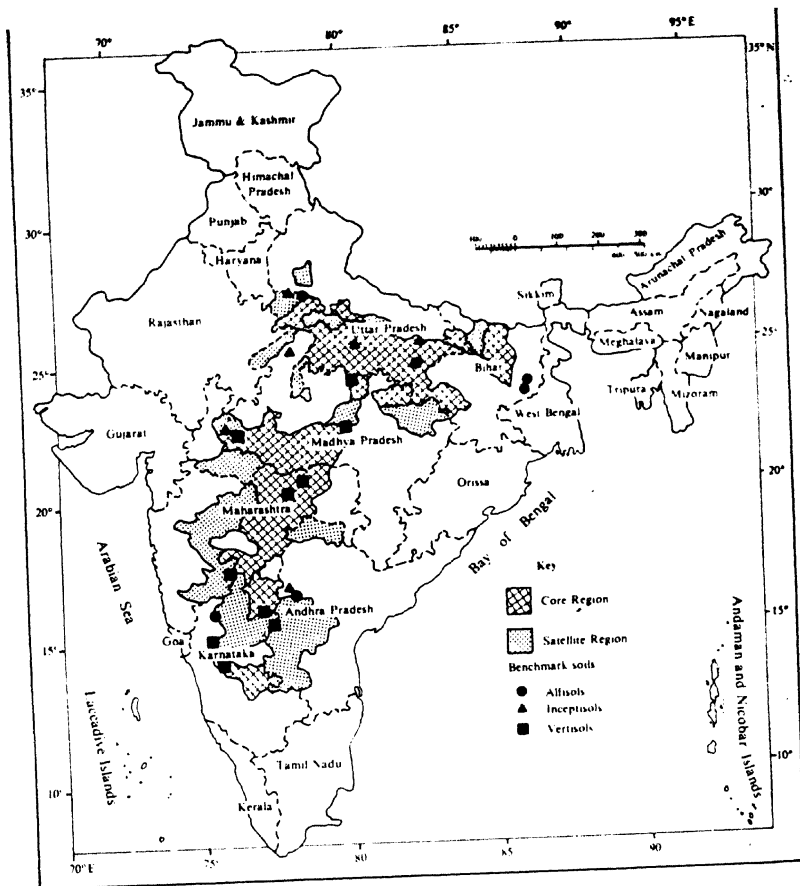 70°
80°
85°
90°
95° E
35° N
35°
Jammu & Kashmir
Himachal
Pradesh
30°
Punjab
30°
Haryana
0
100
200
300
Arunachal Pradesh
Sikkim
Rajasthan
Assam
Nagaland
Uttar Pradesh
25°
Meghalaya
Bihar
Manipur
25°
Tripura
Mizoram
West Bengal
Gujarat
Madhya Pradesh
20°
Orissa
20°
Maharashtra
Bay of Bengal
Arabian Sea
Key
Core Region
Andhra Pradesh
15°
Goa
Satellite Region
Karnataka
15°
Benchmark soils
Alfisols
Inceptisols
Vertisols
Laccadive Islands
Andaman and Nicobar Islands
Tamil Nadu
10°
10°
Kerala
70° E
75°
80
85
90